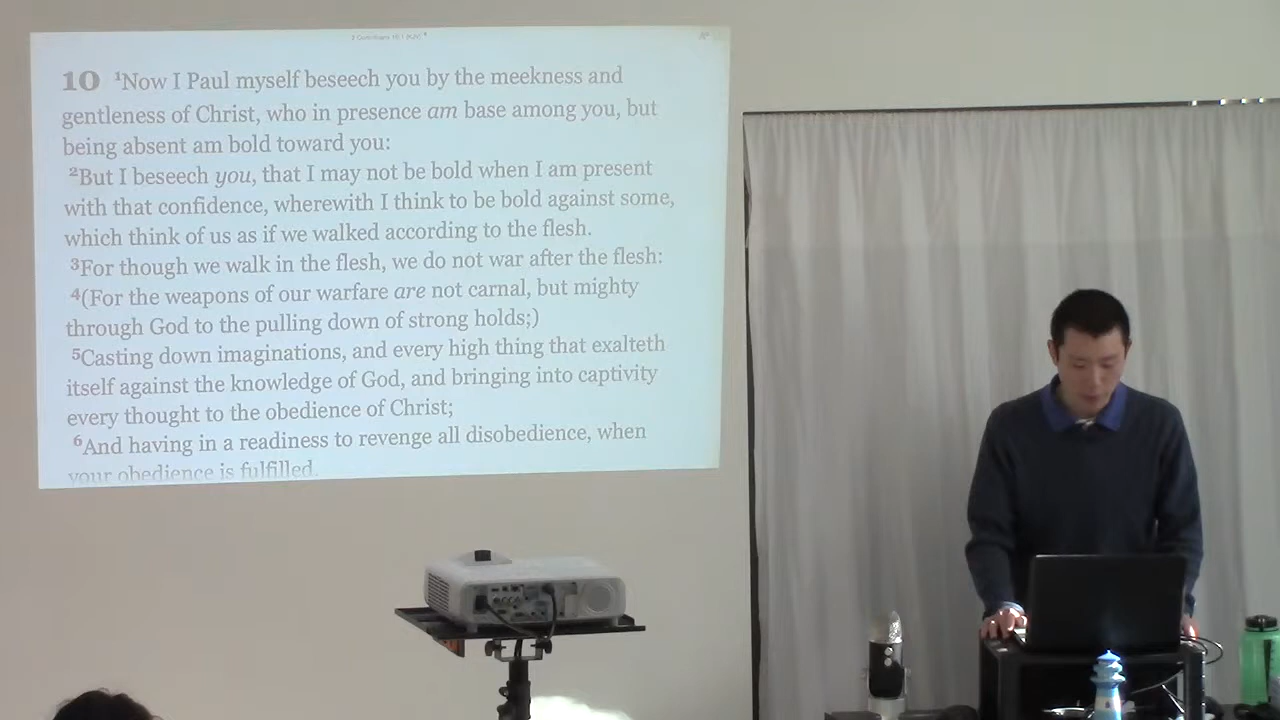 2 Corinthians 10:1 (KJV)
10 1Now I Paul myself beseech you by the meekness and
gentleness of Christ, who in presence am base among you, but
being absent am bold toward you:
2But I beseech you, that I may not be bold when I am present
with that confidence, wherewith I think to be bold against some,
which think of us as if we walked according to the flesh.
3For though we walk in the flesh, we do not war after the flesh:
4(For the weapons of our warfare are not carnal, but mighty
through God to the pulling down of strong holds;)
5Casting down imaginations, and every high thing that exalteth
itself against the knowledge of God, and bringing into captivity
every thought to the obedience of Christ;
6And having in a readiness to revenge all disobedience, when
your obedience is fulfilled.